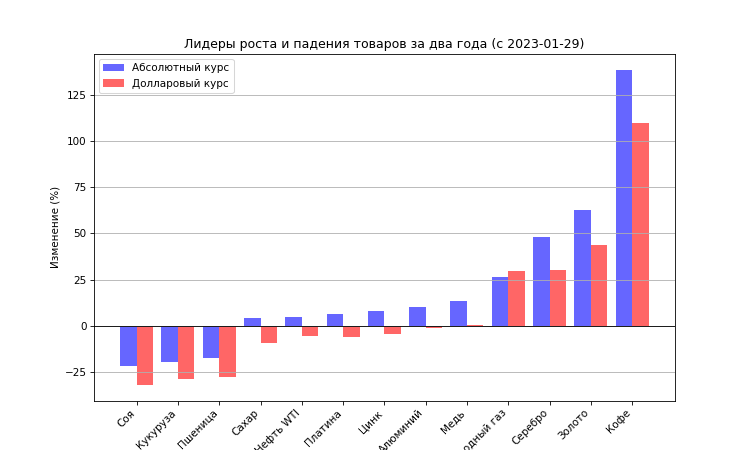 Лидеры роста и падения товаров за два года (с 2023-01-29)
Абсолютный курс
Долларовый курс
Изменение (%)
125
100
75
50
25
0
−25
Соя
Кукуруза
Пшеница
Сахар
Нефть WTI
Платина
Цинк
Алюминий
Медь
одный газ
Серебро
Золото
Кофе